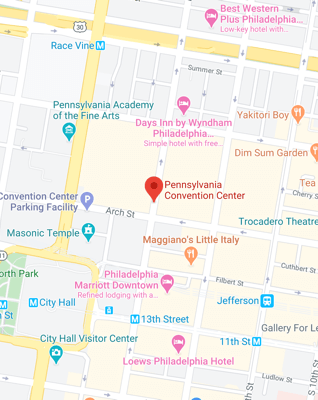 Best Western
Plus Philadelphia...
Low-key hotel with...
30
Race Vine M
Summer St
Pennsylvania Academy
of the Fine Arts
Days Inn by Wyndham
Philadelphia...
Simple hotel with free...
Yakitori Boy
Dim Sum Garden
Pennsylvania
Convention Center
Tea
Cherry S
Convention Center
Parking Facility
Arch St
Trocadero Theatre
Masonic Temple
Maggiano's Little Italy
611
orth Park
Philadelphia
Marriott Downtown
Refined lodging with a...
Cuthbert St
Filbert St
M City Hall
h St
Jefferson
M 13th Street
11th St M
Gallery For Le
City Hall Visitor Center
Loews Philadelphia Hotel
Ludlow St
S 10th St